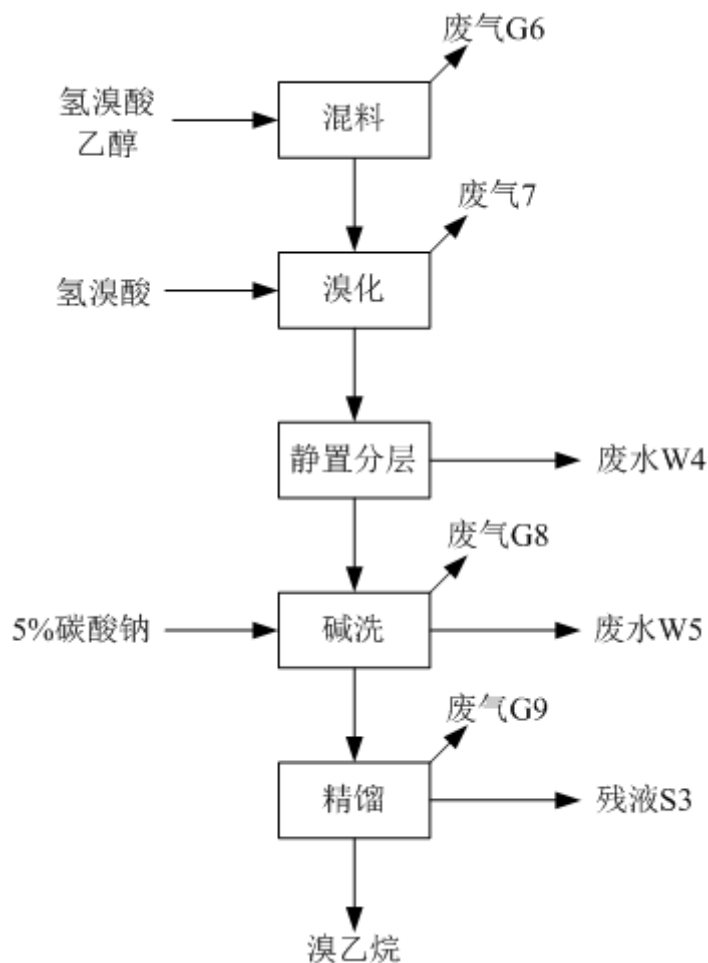 废气G6
氢溴酸
乙醇
混料
废气7
氢溴酸
溴化
静置分层
废水W4
废气G8
5%碳酸钠
碱洗
废水W5
废气G9
精馏
残液S3
溴乙烷